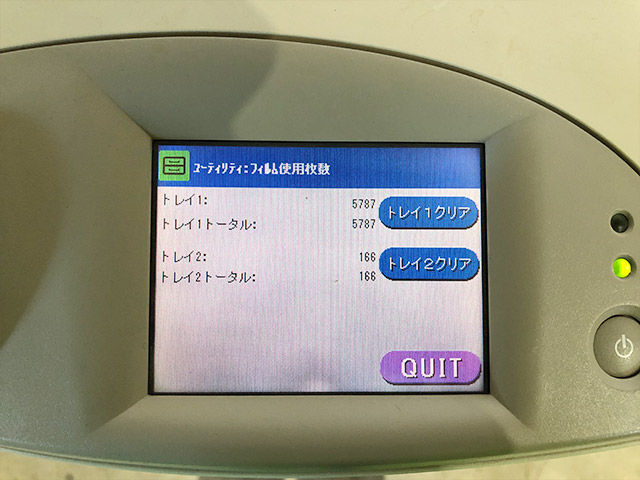 ﾕｰﾃｨﾘﾃｨ:ﾌｨﾙﾑ使用枚数
トレイ1: 5787 トレイ1クリア
トレイ1トータル: 5787
トレイ2: 166 トレイ2クリア
トレイ2トータル: 166
QUIT